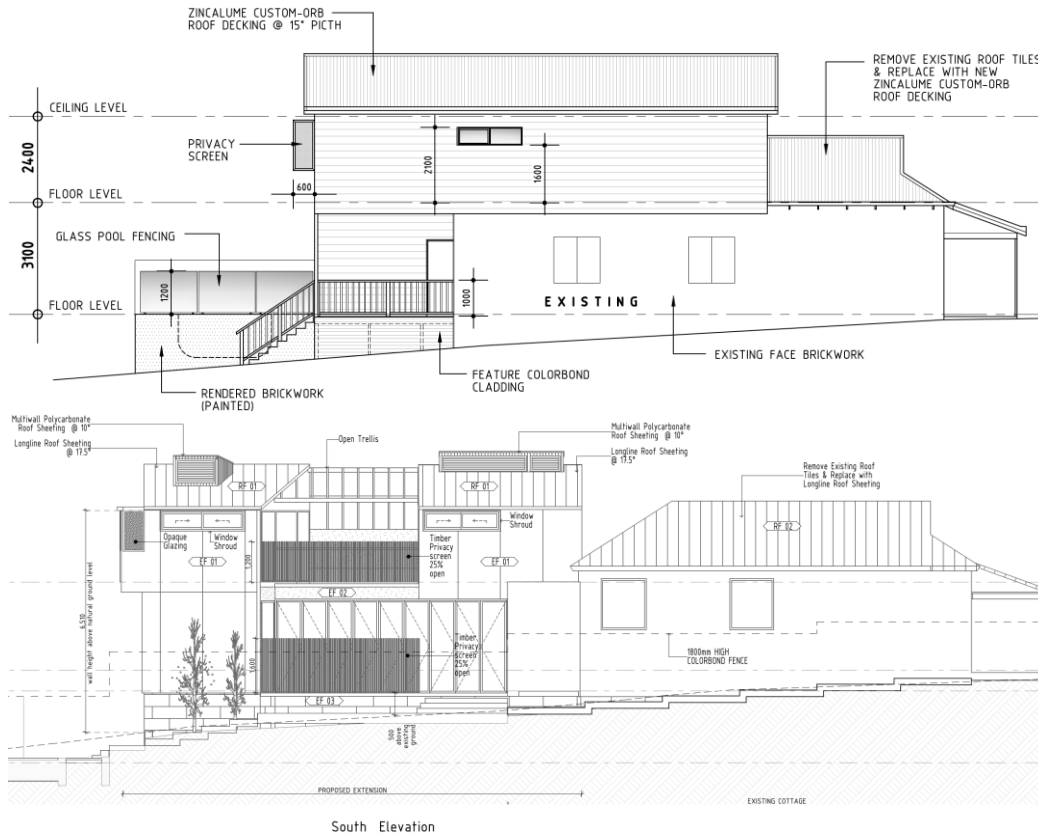 ZINCALUME CUSTOM-ORB
ROOF DECKING @ 15° PICTH
REMOVE EXISTING ROOF TILES
& REPLACE WITH NEW
ZINCALUME CUSTOM-ORB
ROOF DECKING
CEILING LEVEL
PRIVACY
SCREEN
2400
2100
1600
600
FLOOR LEVEL
GLASS POOL FENCING
3100
1200
1000
EXISTING
FLOOR LEVEL
EXISTING FACE BRICKWORK
FEATURE COLORBOND
CLADDING
RENDERED BRICKWORK
(PAINTED)
Multiwall Polycarbonate
Roof Sheeting @ 10°
Longline Roof Sheeting
@ 17.5°
Open Trellis
Multiwall Polycarbonate
Roof Sheeting @ 10°
Longline Roof Sheeting
@ 17.5°
Remove Existing Roof
Tiles & Replace with
Longline Roof Sheeting
RF 01
RF 01
RF 02
Opaque
Glazing
Window
Shroud
Window
Shroud
Timber
Privacy
screen
25%
open
EF 01
EF 01
1,200
EF 02
6,510
wall height above natural ground level
Timber
Privacy
screen
25%
open
1,600
1800mm HIGH
COLORBOND FENCE
EF 03
500
above
existing
ground
PROPOSED EXTENSION
EXISTING COTTAGE
South Elevation